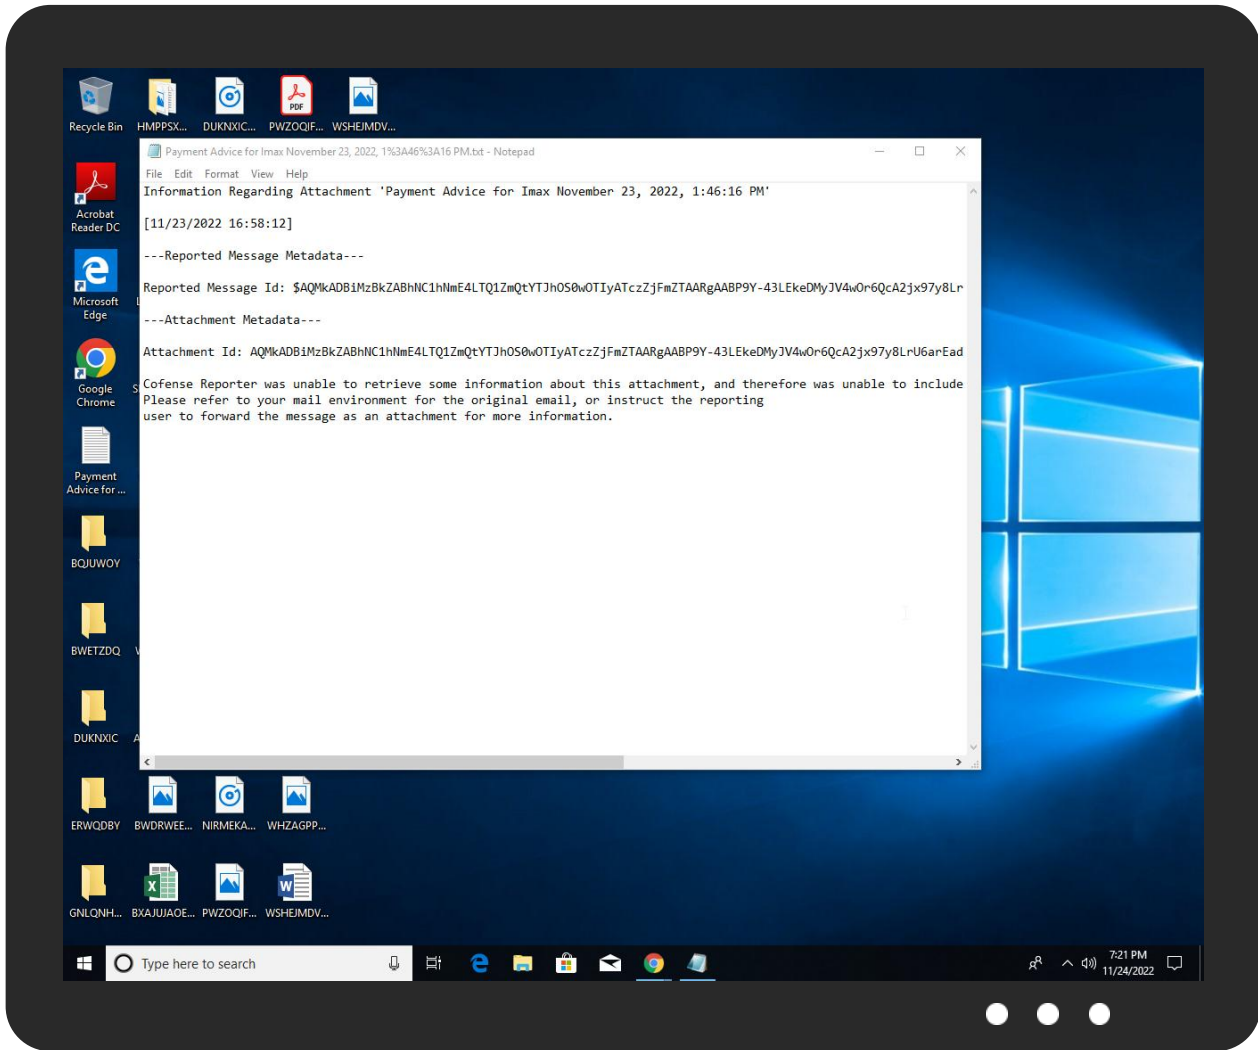 Recycle Bin
HMPPSX...
DUKNXIC...
PWZOQIF...
WSHEJMDV...
PDF
Payment Advice for Imax November 23, 2022, 1%3A46%3A16 PM.txt - Notepad
File Edit Format View Help
Information Regarding Attachment 'Payment Advice for Imax November 23, 2022, 1:46:16 PM'
[11/23/2022 16:58:12]
---Reported Message Metadata---
Reported Message Id: $AQMkADBiMzBkZABhNC1hNmE4LTQ1ZmQtYTJhOS0wOTIyATczZjFmZTAARgAABP9Y-43LEkeDMyJV4wOr6QcA2jx97y8Lr
---Attachment Metadata---
Attachment Id: AQMkADBiMzBkZABhNC1hNmE4LTQ1ZmQtYTJhOS0wOTIyATczZjFmZTAARgAABP9Y-43LEkeDMyJV4wOr6QcA2jx97y8LrU6arEad
Cofense Reporter was unable to retrieve some information about this attachment, and therefore was unable to include
Please refer to your mail environment for the original email, or instruct the reporting
user to forward the message as an attachment for more information.
Acrobat
Reader DC
Microsoft
Edge
Google
Chrome
Payment
Advice for ...
BQJUWOY
BWETZDQ
DUKNXIC
ERWQDBY
BWDRWEE...
NIRMEKA...
WHZAGPP...
GNLQNH...
BXAJUJAOE...
PWZOQIF...
WSHEJMDV...
Type here to search
7:21 PM
11/24/2022